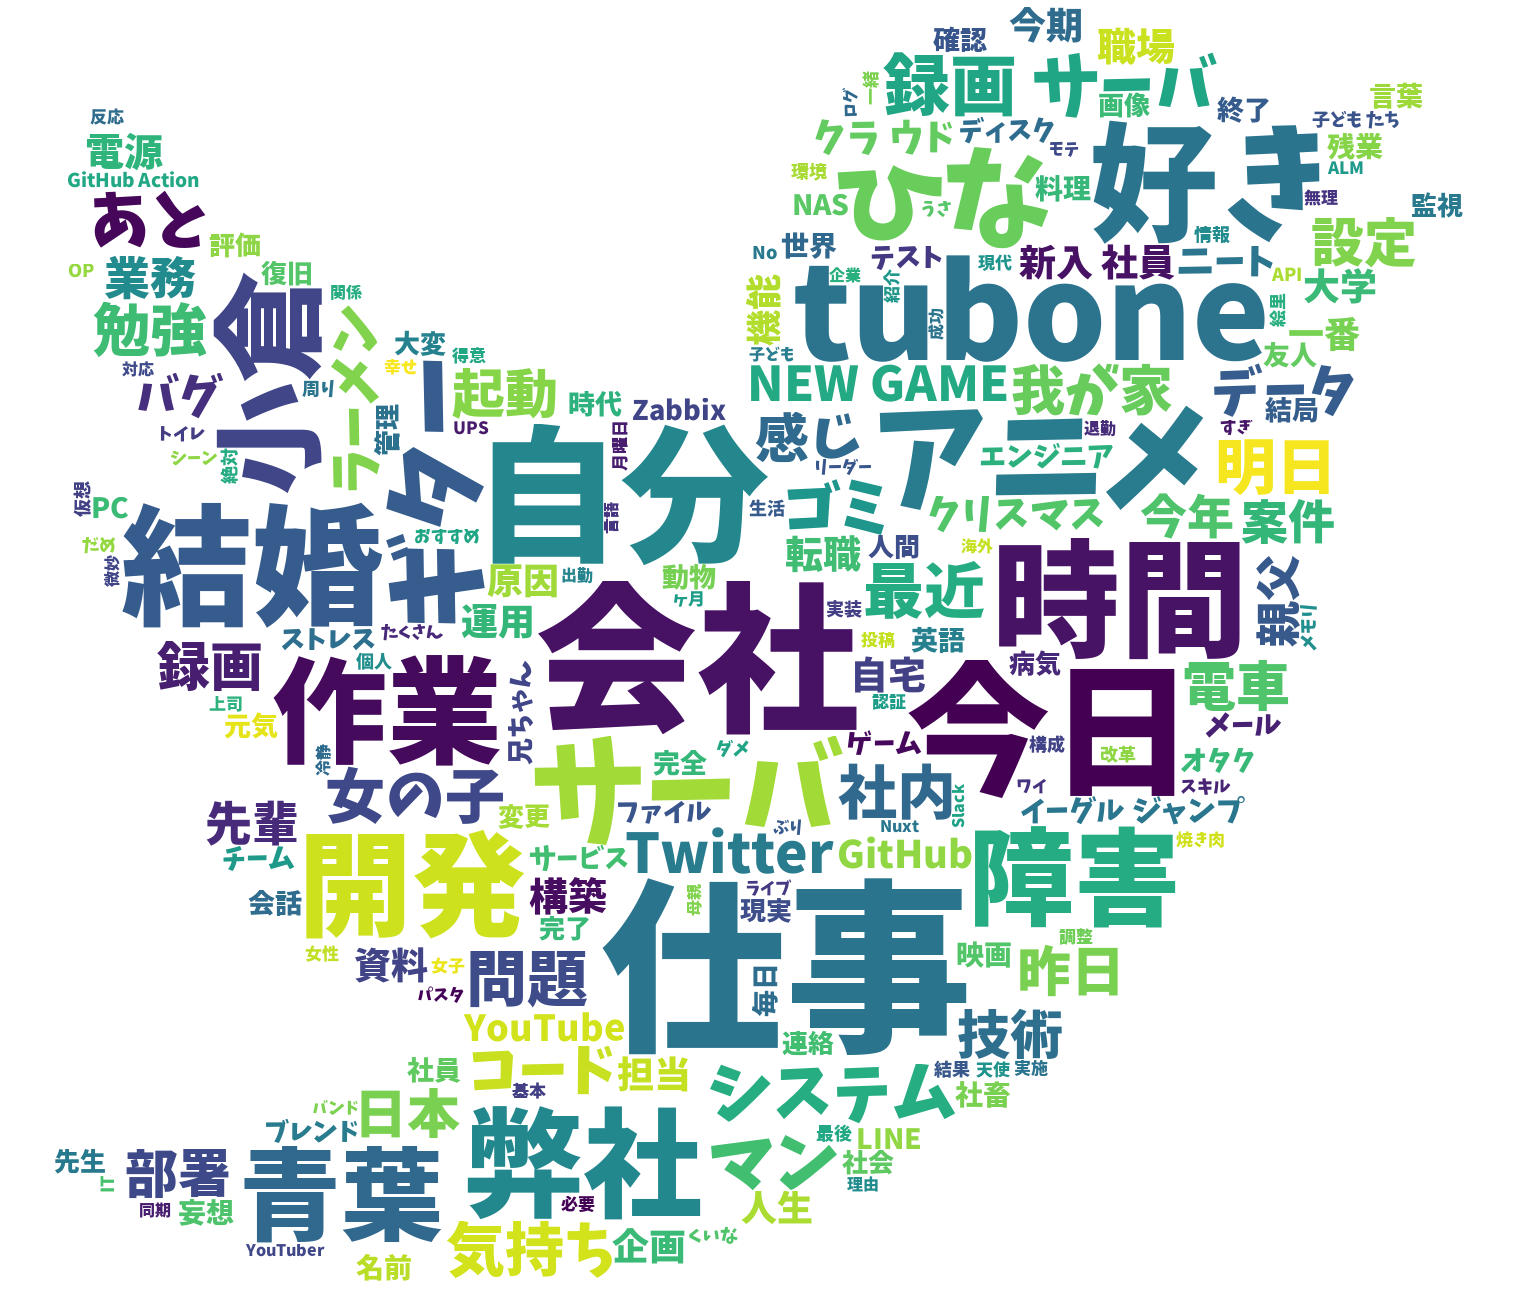 今期
確認
職場
録画 サーバ
一緒
ログ
画像
言葉
終了
子ども たち
反応
クラ ウド
ディスク
電源
モテ
残業
好き
ひな
ALM
環境
料理
GitHub Action
無理
NAS
うさ
監視
あと
情報
設定
評価
No
世界
テスト
現代
新入 社員
ニート
OP
業務
復旧
企業
紹介
API
大学
tubone
小倉
関係
機能
絵里
勉強
ラーメン
成功
一番
大変
得意
子ども
友人
対応
幸せ
NEW GAME
我が家
データ
バグ
周り
起動
時代
Zabbix
結局
管理
UPS
感じ
アニメ
退勤
すぎ
トイレ
月曜日
自分
シーン
絶対
リーダー
エンジニア
明日
ギター
仮想
PC
ゴミ
生活
クリスマス
今年
案件
結婚
言語
おすすめ
だめ
転職
人間
海外
時間
微妙
原因
出勤
動物
最近
親父
会社
ケ月
実装
運用
メモリ
ストレス
たくさん
投稿
英語
録画
個人
自宅
病気
電車
作業
今日
兄ちゃん
認証
上司
元気
メール
サーバ
ゲーム
構成
ダメ
改革
冷静
完全
オタク
女の子
社内
ワイ
スキル
Slack
先輩
変更
ファイル
イーグル ジャンプ
ぶり
Nuxt
開発
Twitter
GitHub
障害
焼き肉
チーム
サービス
仕事
構築
ライブ
会話
母親
現実
完了
調整
女性
資料
女子
問題
映画
昨日
毎日
パスタ
YouTube
技術
連絡
コード
担当
社員
結果
天使
実施
システム
基本
社畜
日本
バンド
弊社
ブレンド
最後
LINE
マン
先生
部署
青葉
社会
IT
理由
同期
妄想
必要
人生
気持ち
企画
くいな
YouTuber
名前